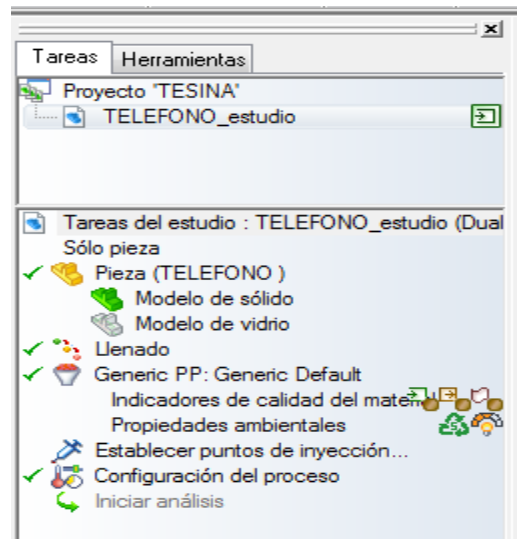 Tareas Herramientas
Proyecto 'TESINA'
TELEFONO_estudio
Tareas del estudio : TELEFONO_estudio (Dual
Sólo pieza
Pieza (TELEFONO )
Modelo de sólido
Modelo de vidrio
Llenado
Generic PP: Generic Default
Indicadores de calidad del materi
Propiedades ambientales
Establecer puntos de inyección...
Configuración del proceso
Iniciar análisis